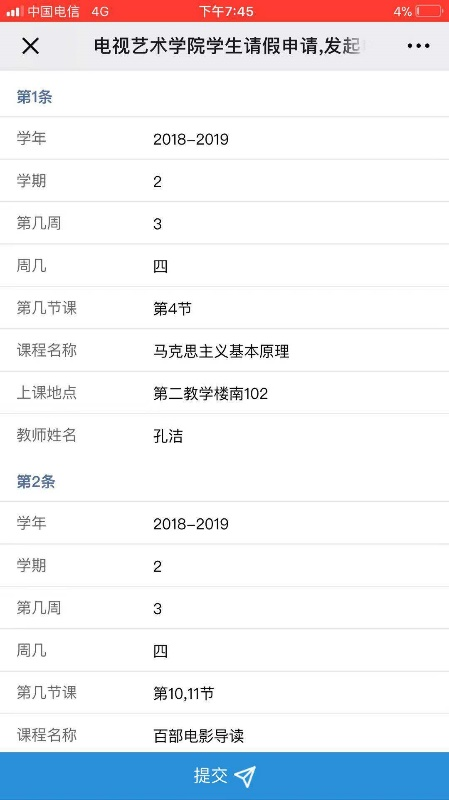 中国电信 4G 下午7:45 4%
电视艺术学院学生请假申请,发起
第1条
学年 2018-2019
学期 2
第几周 3
周几 四
第几节课 第4节
课程名称 马克思主义基本原理
上课地点 第二教学楼南102
教师姓名 孔洁
第2条
学年 2018-2019
学期 2
第几周 3
周几 四
第几节课 第10,11节
课程名称 百部电影导读
提交